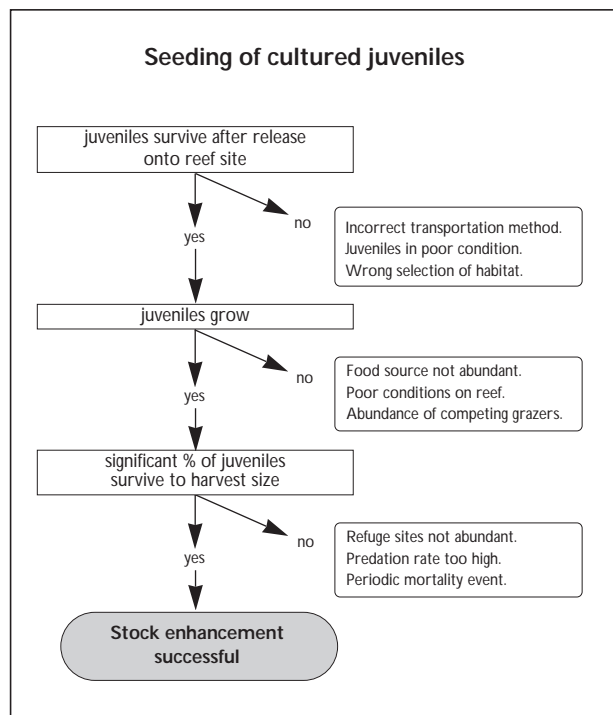 Seeding of cultured juveniles
juveniles survive after release
onto reef site
no
yes
Incorrect transportation method.
Juveniles in poor condition.
Wrong selection of habitat.
juveniles grow
no
yes
Food source not abundant.
Poor conditions on reef.
Abundance of competing grazers.
significant % of juveniles
survive to harvest size
no
yes
Refuge sites not abundant.
Predation rate too high.
Periodic mortality event.
Stock enhancement
successful